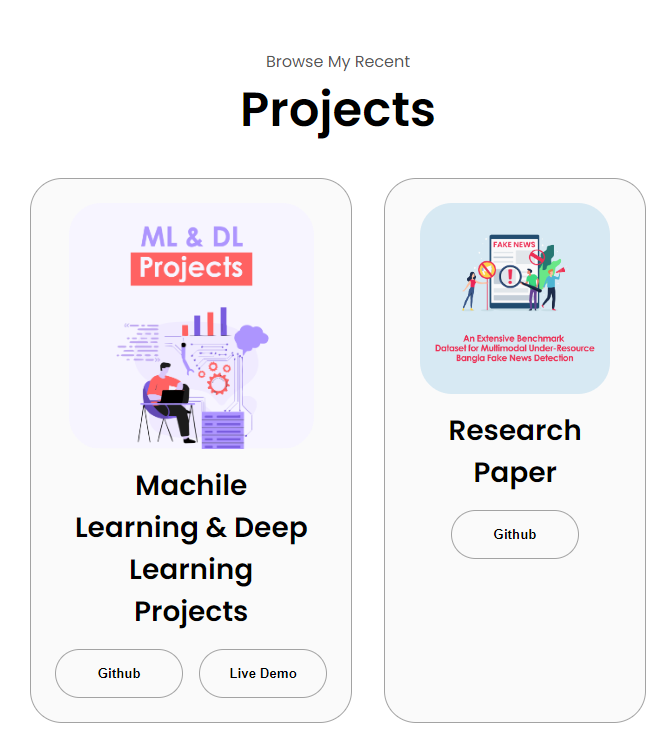 Browse My Recent
Projects
ML & DL
Projects
Machile
Learning & Deep
Learning
Projects
Github
Live Demo
FAKE NEWS
An Extensive Benchmark
Dataset for Multimodal Under-Resource
Bangla Fake News Detection
Research
Paper
Github